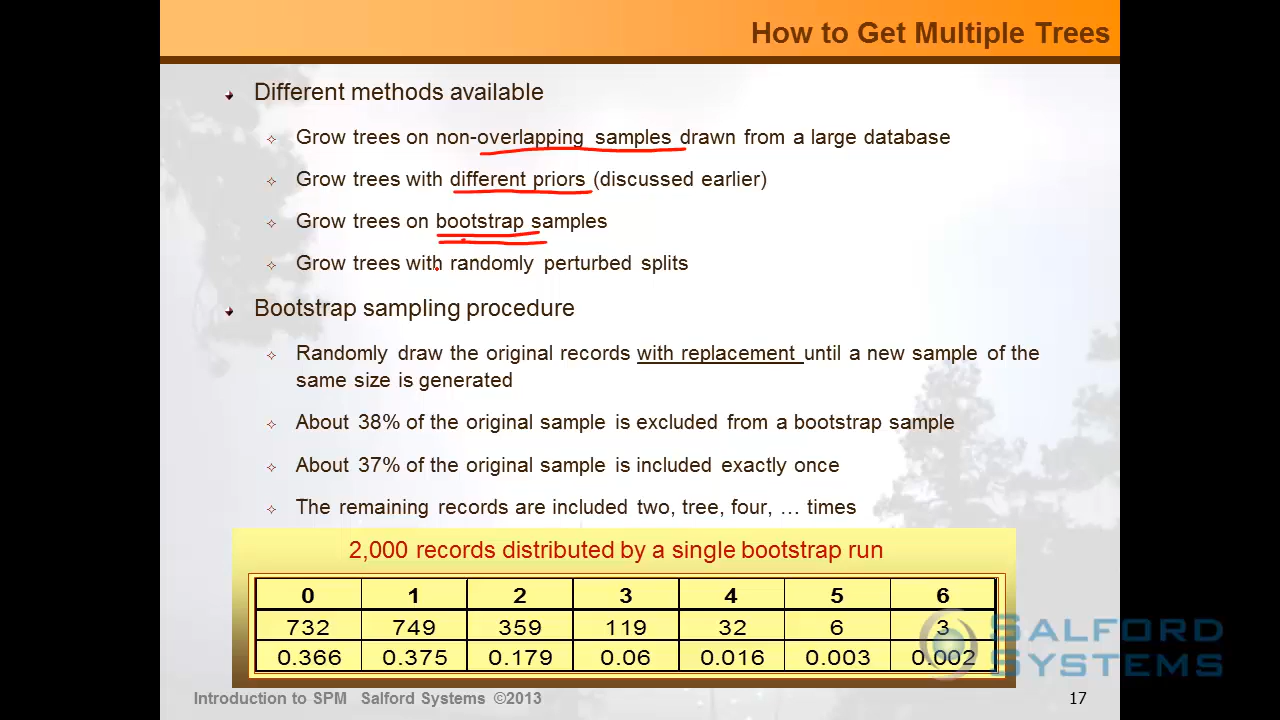 How to Get Multiple Trees
Different methods available
Grow trees on non-overlapping samples drawn from a large database
Grow trees with different priors (discussed earlier)
Grow trees on bootstrap samples
Grow trees with randomly perturbed splits
Bootstrap sampling procedure
Randomly draw the original records with replacement until a new sample of the
same size is generated
About 38% of the original sample is excluded from a bootstrap sample
About 37% of the original sample is included exactly once
The remaining records are included two, tree, four, … times
2,000 records distributed by a single bootstrap run
0 1 2 3 4 5 6
732 749 359 119 32 6 3
0.366 0.375 0.179 0.06 0.016 0.003 0.002
SALFORD
SYSTEMS
Introduction to SPM Salford Systems ©2013 17